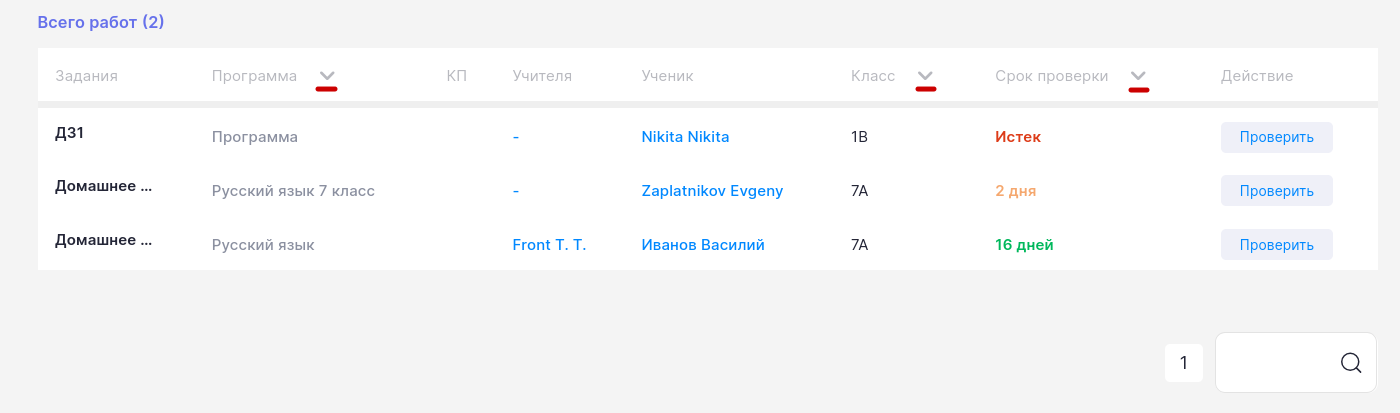 Всего работ (2)
Задания Программа КП Учителя Ученик Класс Срок проверки Действие
ДЗ1 Программа - Nikita Nikita 1В Истек Проверить
Домашнее ... Русский язык 7 класс - Zaplatnikov Evgeny 7А 2 дня Проверить
Домашнее ... Русский язык Front T. T. Иванов Василий 7А 16 дней Проверить
1